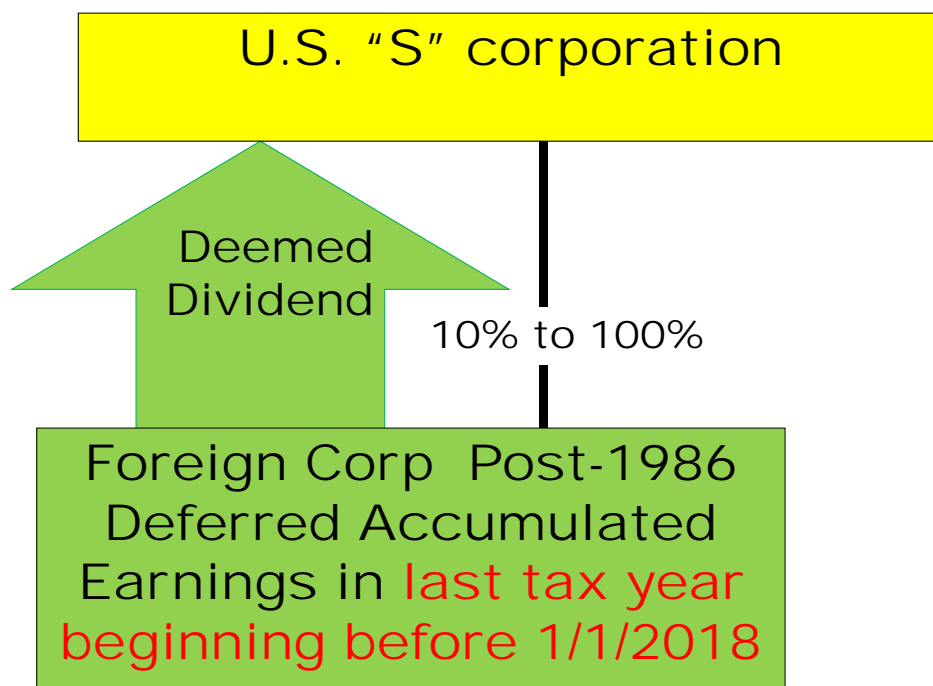 U.S. “S” corporation
Deemed
Dividend
10% to 100%
Foreign Corp  Post-1986
Deferred Accumulated
Earnings in last tax year
beginning before 1/1/2018